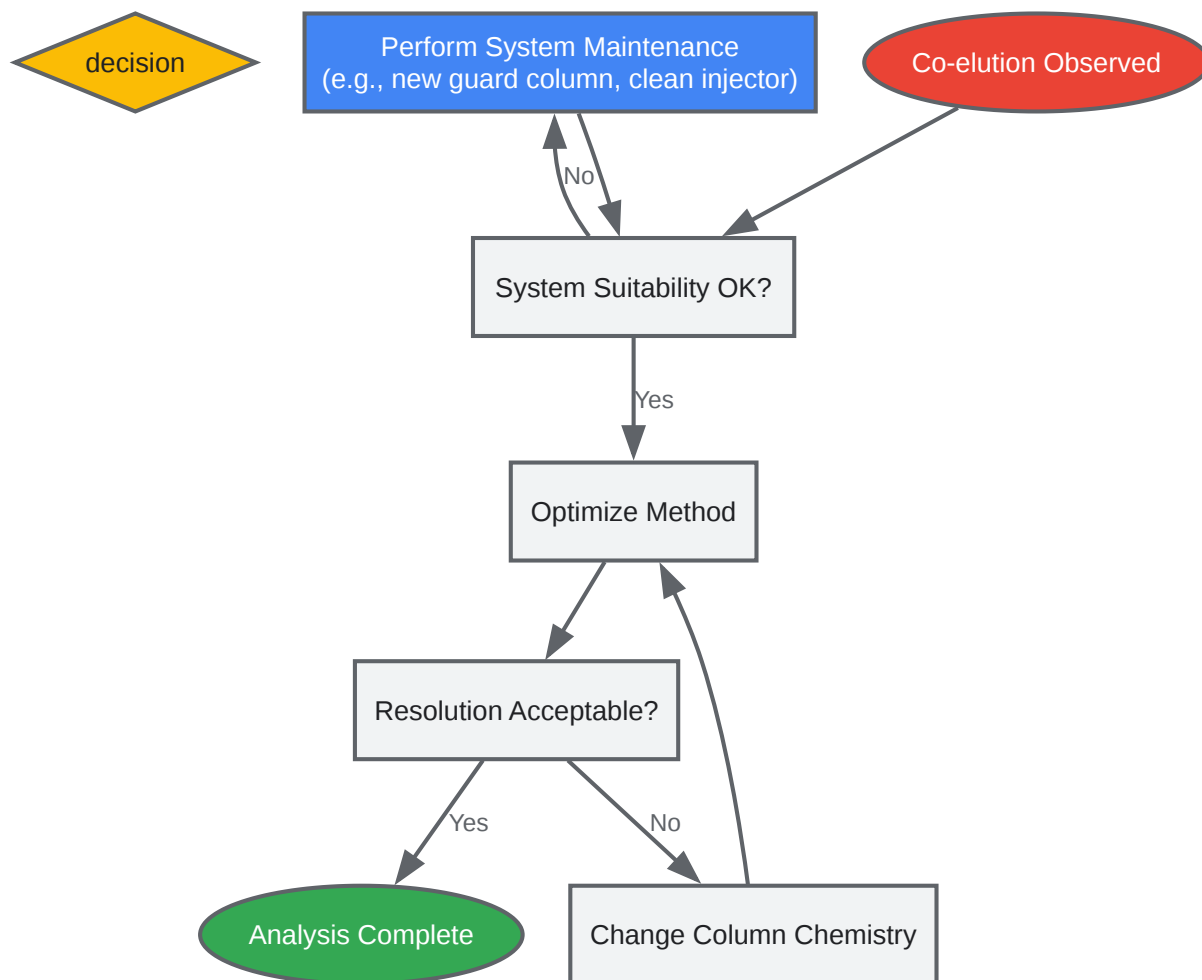 decision
Perform System Maintenance
(e.g., new guard column, clean injector)
Co-elution Observed
No
System Suitability OK?
Yes
Optimize Method
Resolution Acceptable?
Yes
No
Analysis Complete
Change Column Chemistry